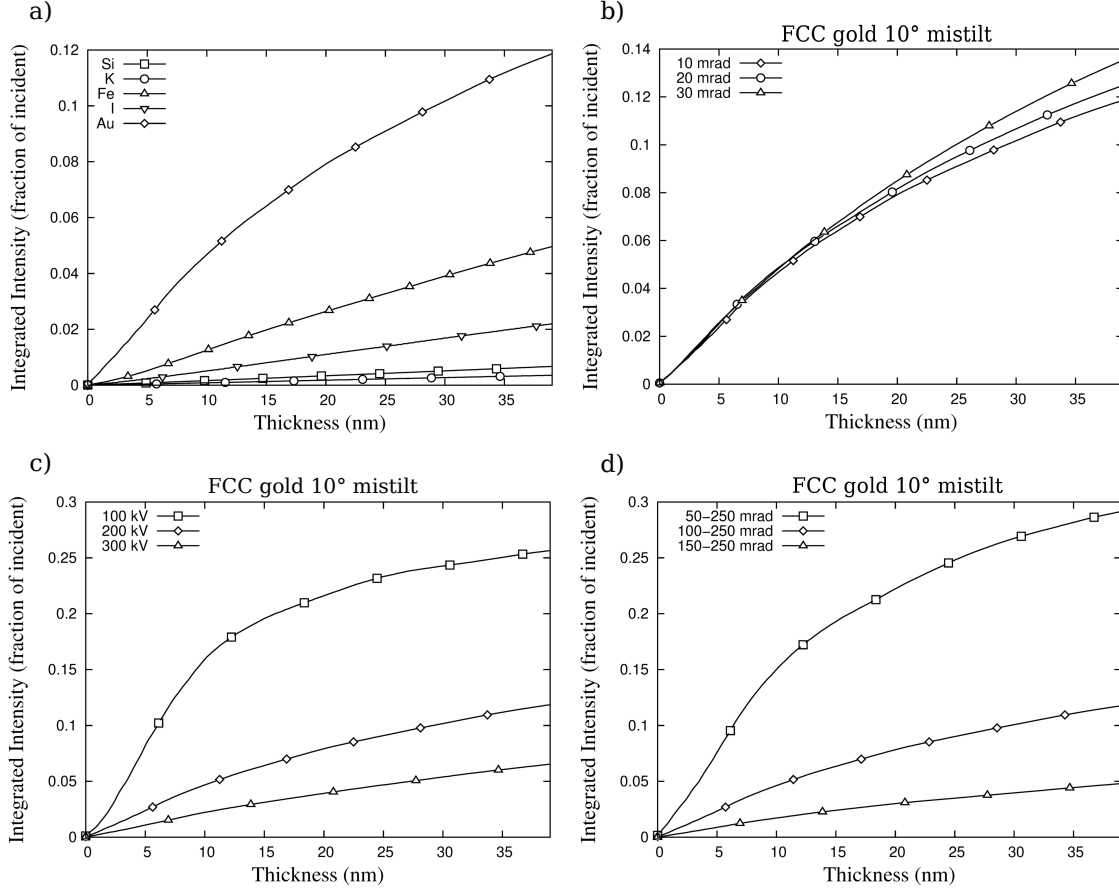 a)
Integrated Intensity (fraction of incident)
0.12
0.1
0.08
0.06
0.04
0.02
0
Si
K
Fe
I
Au
0 5 10 15 20 25 30 35
Thickness (nm)
b)
FCC gold 10° mistilt
Integrated Intensity (fraction of incident)
0.14
0.12
0.1
0.08
0.06
0.04
0.02
0
10 mrad
20 mrad
30 mrad
0 5 10 15 20 25 30 35
Thickness (nm)
c)
FCC gold 10° mistilt
Integrated Intensity (fraction of incident)
0.3
0.25
0.2
0.15
0.1
0.05
0
100 kV
200 kV
300 kV
0 5 10 15 20 25 30 35
Thickness (nm)
d)
FCC gold 10° mistilt
Integrated Intensity (fraction of incident)
0.3
0.25
0.2
0.15
0.1
0.05
0
50−250 mrad
100−250 mrad
150−250 mrad
0 5 10 15 20 25 30 35
Thickness (nm)